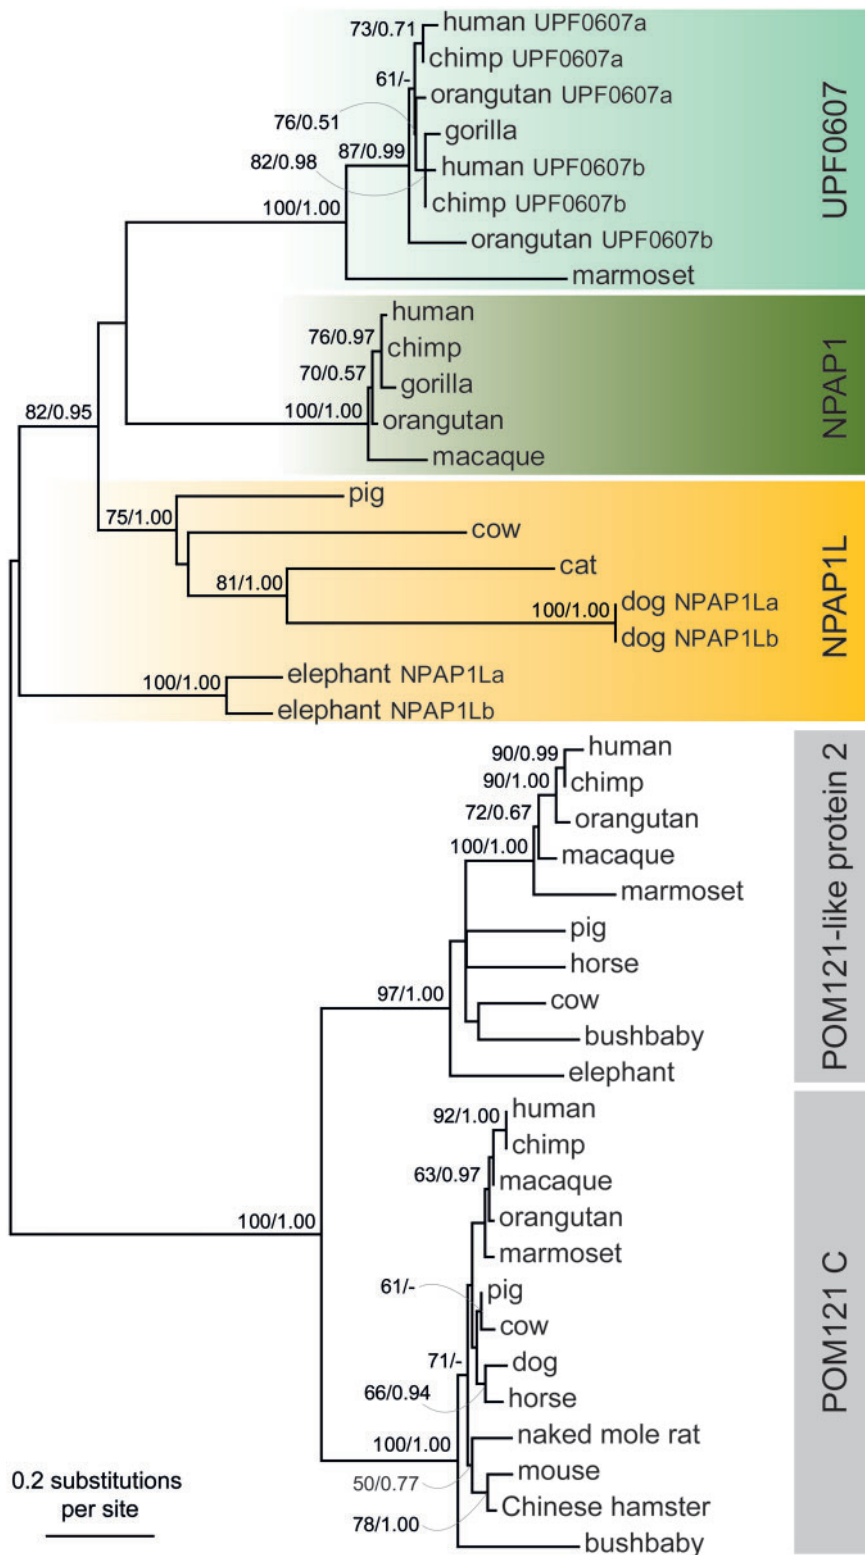 73/0.71
human UPF0607a
chimp UPF0607a
61/-
orangutan UPF0607a
76/0.51
gorilla
82/0.98
87/0.99
human UPF0607b
chimp UPF0607b
100/1.00
orangutan UPF0607b
marmoset
UPF0607
human
76/0.97
chimp
70/0.57
gorilla
100/1.00
orangutan
macaque
NPAP1
82/0.95
pig
75/1.00
cow
cat
81/1.00
100/1.00
dog NPAP1La
dog NPAP1Lb
100/1.00
elephant NPAP1La
elephant NPAP1Lb
NPAP1L
90/0.99
human
90/1.00
chimp
72/0.67
orangutan
100/1.00
macaque
marmoset
pig
horse
97/1.00
cow
bushbaby
elephant
POM121-like protein 2
92/1.00
human
chimp
63/0.97
macaque
100/1.00
orangutan
marmoset
61/-
pig
cow
71/-
dog
66/0.94
horse
100/1.00
naked mole rat
50/0.77
mouse
78/1.00
Chinese hamster
bushbaby
POM121 C
0.2 substitutions
per site